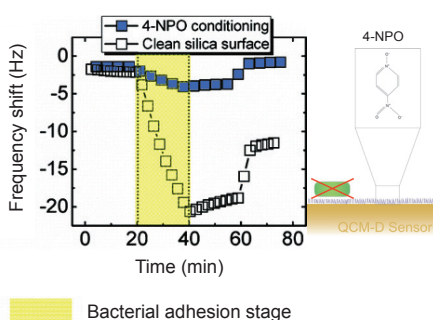 4-NPO conditioning
Clean silica surface
Frequency shift (Hz)
0
-5
-10
-15
-20
0
20
40
60
80
Time (min)
Bacterial adhesion stage
4-NPO
QCM-D Sensor